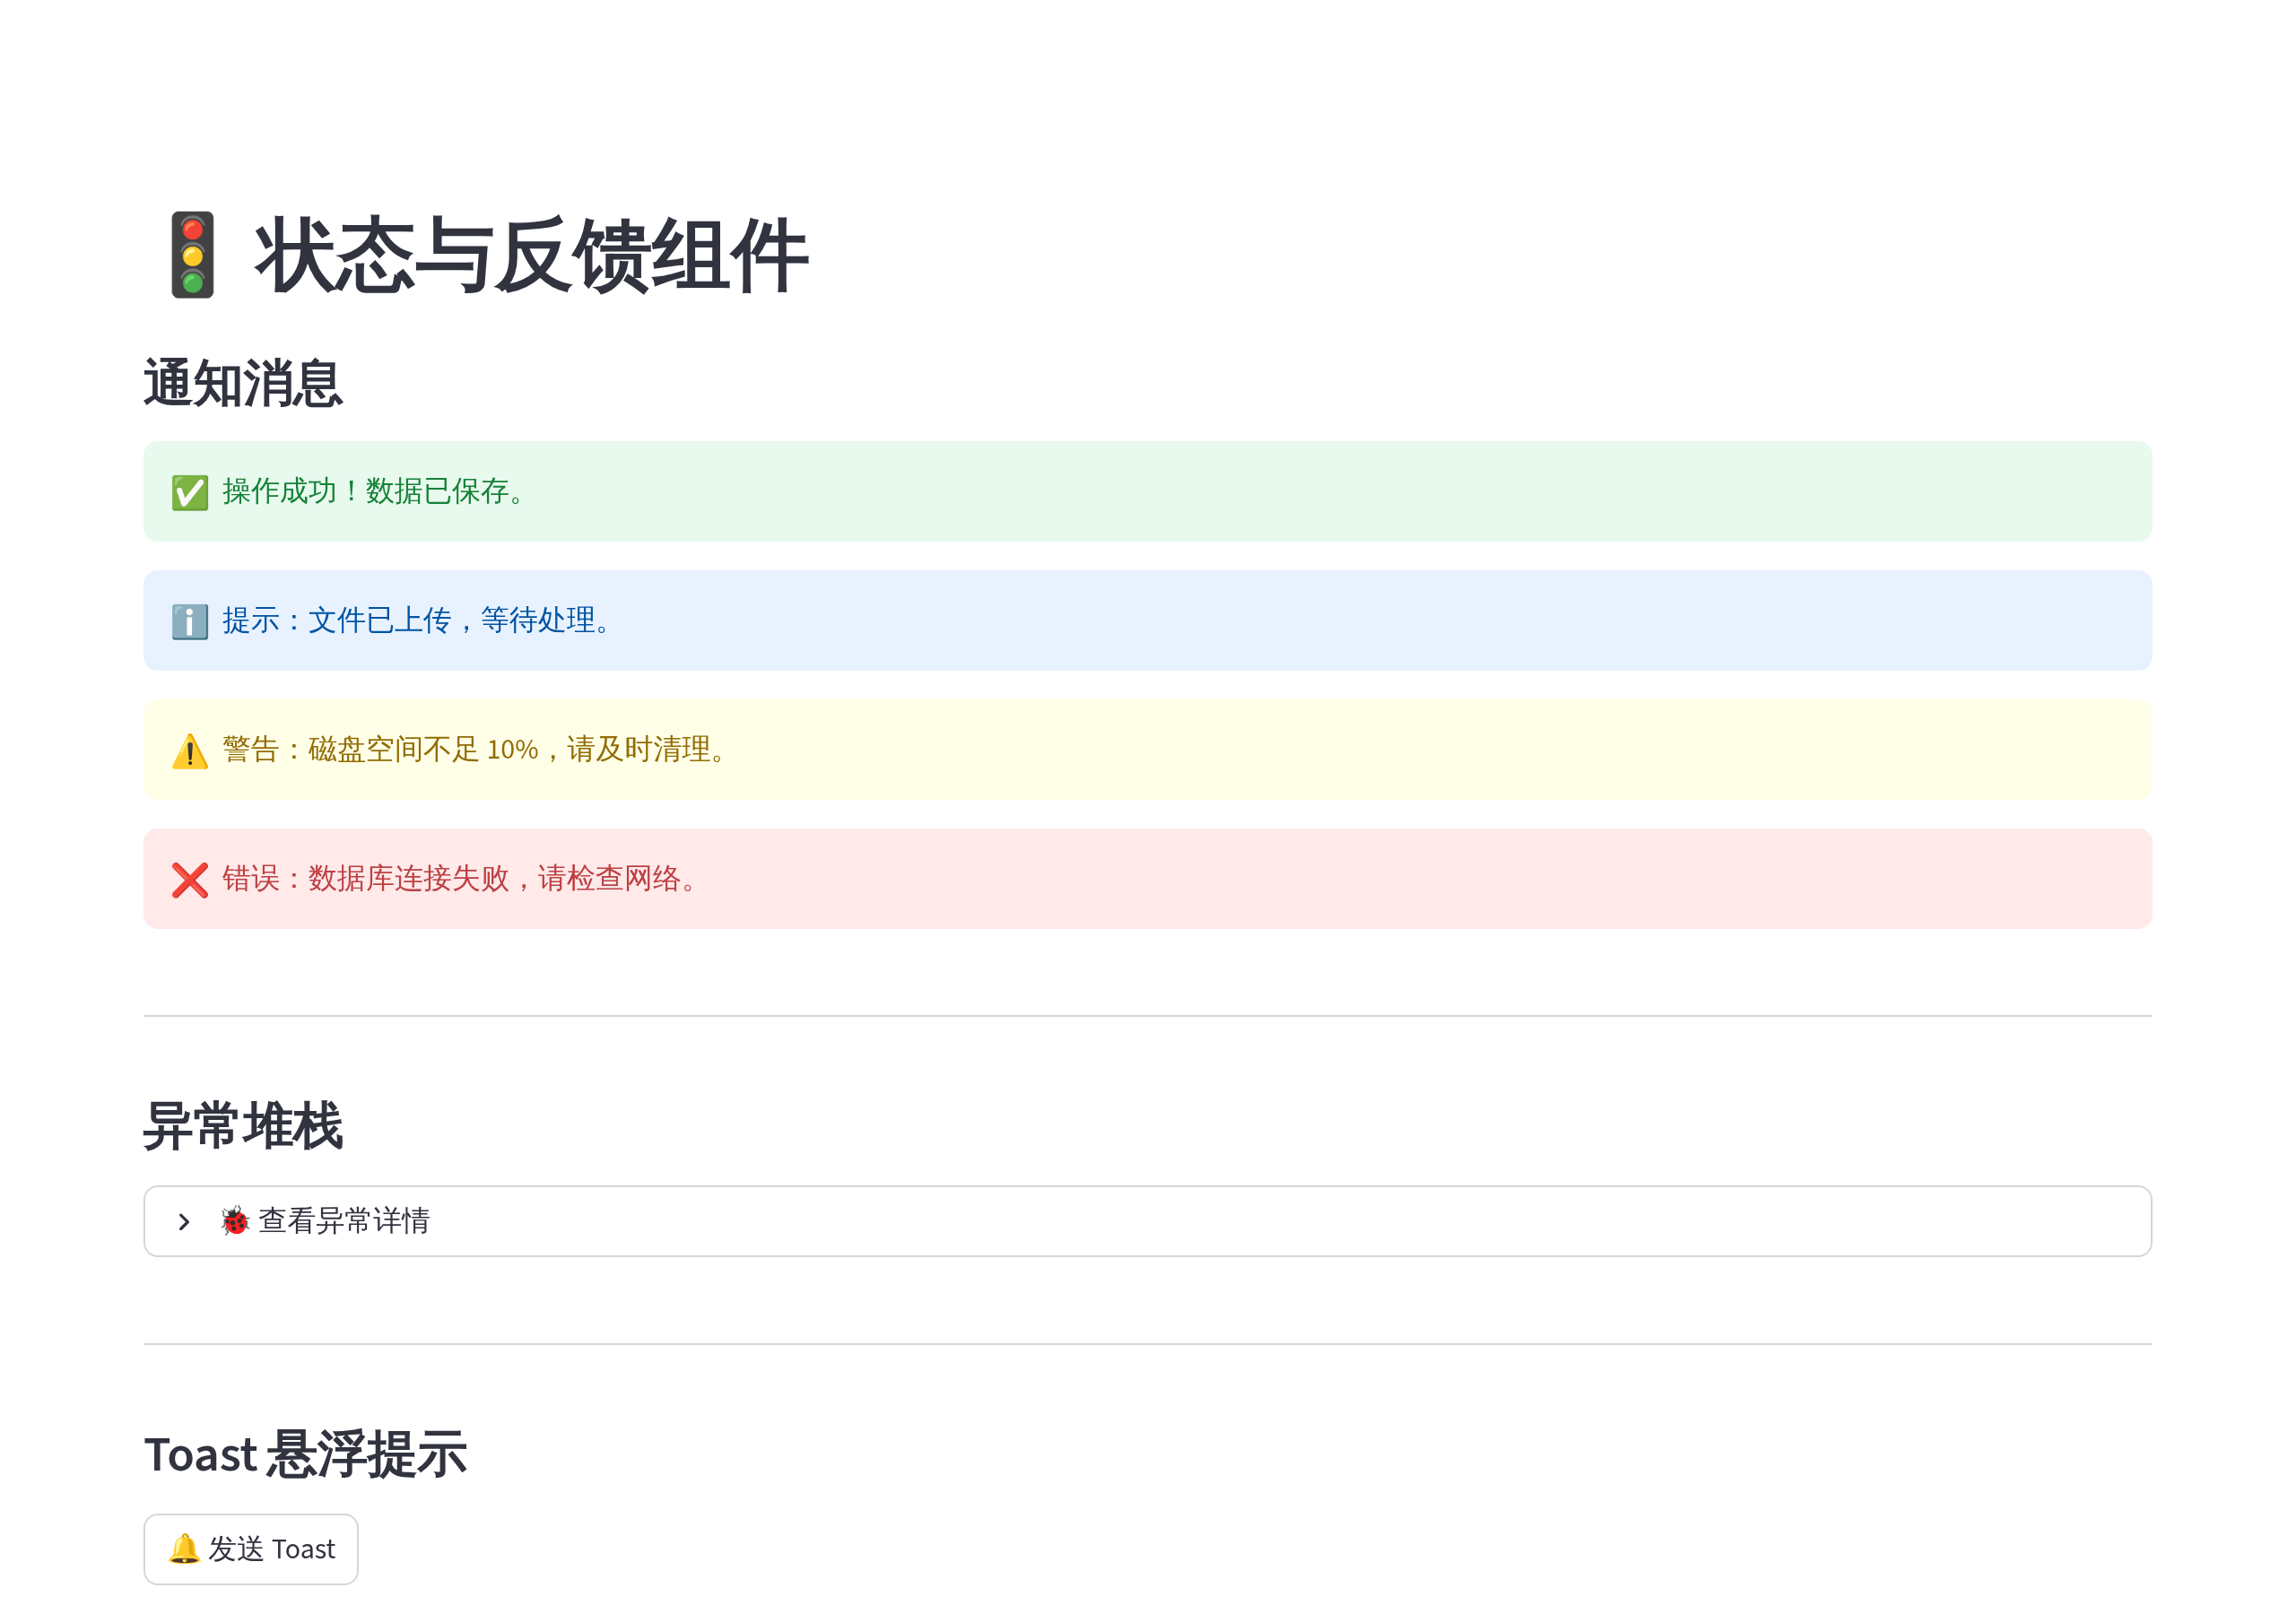 🚦 状态与反馈组件
通知消息
✅ 操作成功！数据已保存。
ℹ️ 提示：文件已上传，等待处理。
⚠️ 警告：磁盘空间不足 10%，请及时清理。
❌ 错误：数据库连接失败，请检查网络。
异常堆栈
🐞 查看异常详情
Toast 悬浮提示
🔔 发送 Toast